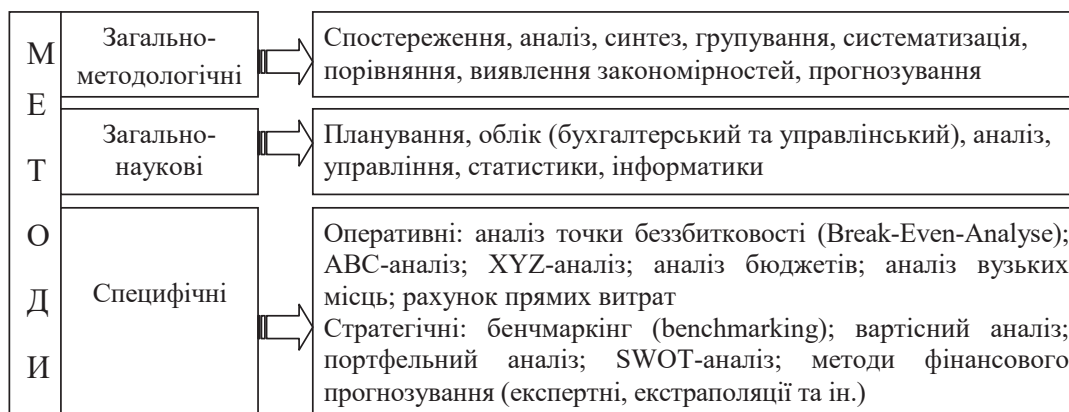 МЕТОДИ
Загально-
методологічні
Спостереження, аналіз, синтез, групування, систематизація,
порівняння, виявлення закономірностей, прогнозування
Загально-
наукові
Планування, облік (бухгалтерський та управлінський), аналіз,
управління, статистики, інформатики
Специфічні
Оперативні: аналіз точки беззбитковості (Break-Even-Analyse);
АВС-аналіз; XYZ-аналіз; аналіз бюджетів; аналіз вузьких
місць; рахунок прямих витрат
Стратегічні: бенчмаркінг (benchmarking); вартісний аналіз;
портфельний аналіз; SWOT-аналіз; методи фінансового
прогнозування (експертні, екстраполяції та ін.)